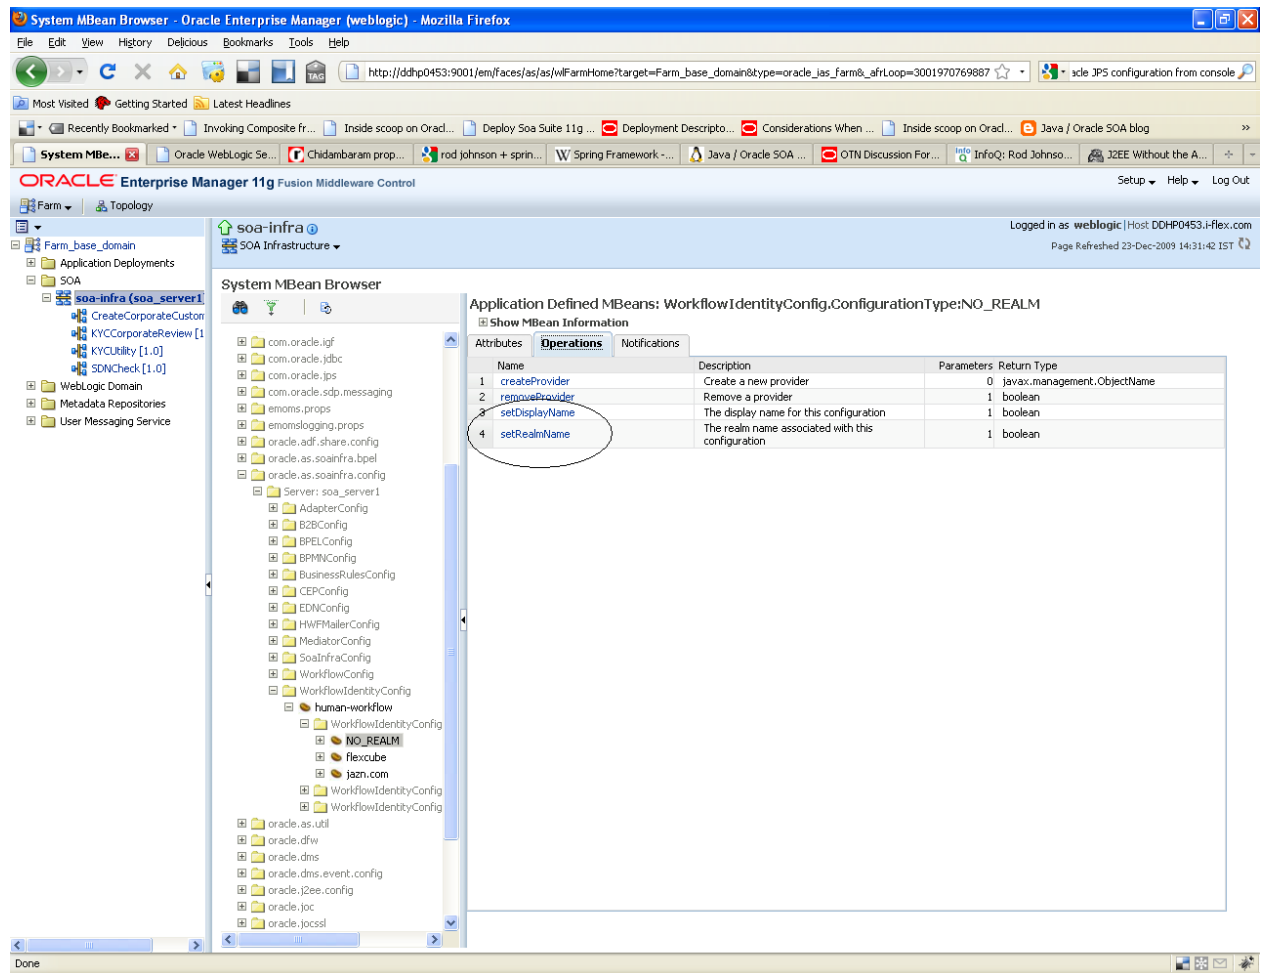 System MBean Browser - Oracle Enterprise Manager (weblogic) - Mozilla Firefox
File Edit View History Delicious Bookmarks Tools Help
TAG http://ddhp0453:9001/em/faces/as/as/wlFarmHome?target=Farm_base_domain&type=oracle_ias_farm&_afrLoop=3001970769887 acle JPS configuration from console
Most Visited Getting Started Latest Headlines
Recently Bookmarked Invoking Composite fr... Inside scoop on Oracl... Deploy Soa Suite 11g ... Deployment Descripto... Considerations When ... Inside scoop on Oracl... Java / Oracle SOA blog »
System MBe... Oracle WebLogic Se... Chidambaram prop... rod johnson + sprin... Spring Framework -... Java / Oracle SOA ... OTN Discussion For... InfoQ: Rod Johnso... J2EE Without the A...
ORACLE Enterprise Manager 11g Fusion Middleware Control
Setup Help Log Out
Farm Topology
Farm_base_domain
Application Deployments
SOA
soa-infra (soa_server1
CreateCorporateCustom
KYCCorporateReview [1
KYCUtility [1.0]
SDNCheck [1.0]
WebLogic Domain
Metadata Repositories
User Messaging Service
soa-infra
SOA Infrastructure
Logged in as weblogic|Host DDHP0453.i-flex.com
Page Refreshed 23-Dec-2009 14:31:42 IST
System MBean Browser
com.oracle.igf
com.oracle.jdbc
com.oracle.jps
com.oracle.sdp.messaging
emoms.props
emomslogging.props
oracle.adf.share.config
oracle.as.soainfra.bpel
oracle.as.soainfra.config
Server: soa_server1
AdapterConfig
B2BConfig
BPELConfig
BPMNConfig
BusinessRulesConfig
CEPConfig
EDNConfig
HWFMailerConfig
MediatorConfig
SoaInfraConfig
WorkflowConfig
WorkflowIdentityConfig
human-workflow
WorkflowIdentityConfig
NO_REALM
flexcube
jazn.com
WorkflowIdentityConfig
WorkflowIdentityConfig
oracle.as.util
oracle.dfw
oracle.dms
oracle.dms.event.config
oracle.j2ee.config
oracle.joc
oracle.jocssl
Application Defined MBeans: WorkflowIdentityConfig.ConfigurationType:NO_REALM
Show MBean Information
Attributes Operations Notifications
Name Description Parameters Return Type
1 createProvider Create a new provider 0 javax.management.ObjectName
2 removeProvider Remove a provider 1 boolean
3 setDisplayName The display name for this configuration 1 boolean
4 setRealmName The realm name associated with this configuration 1 boolean
Done